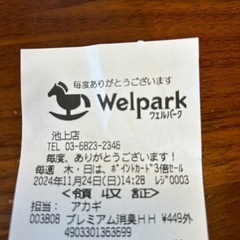 毎度ありがとうございます
Welpark
ウェルパーク
池上店
TEL 03-6823-2346
毎度、ありがとうございます!
毎週 木・日は、ポイントカード3倍セール
2024年11月24日(日)14:28 レジ0003
<領収証>
担当: アカギ
003808 プレミアム消臭HH ¥449外
4903301363699